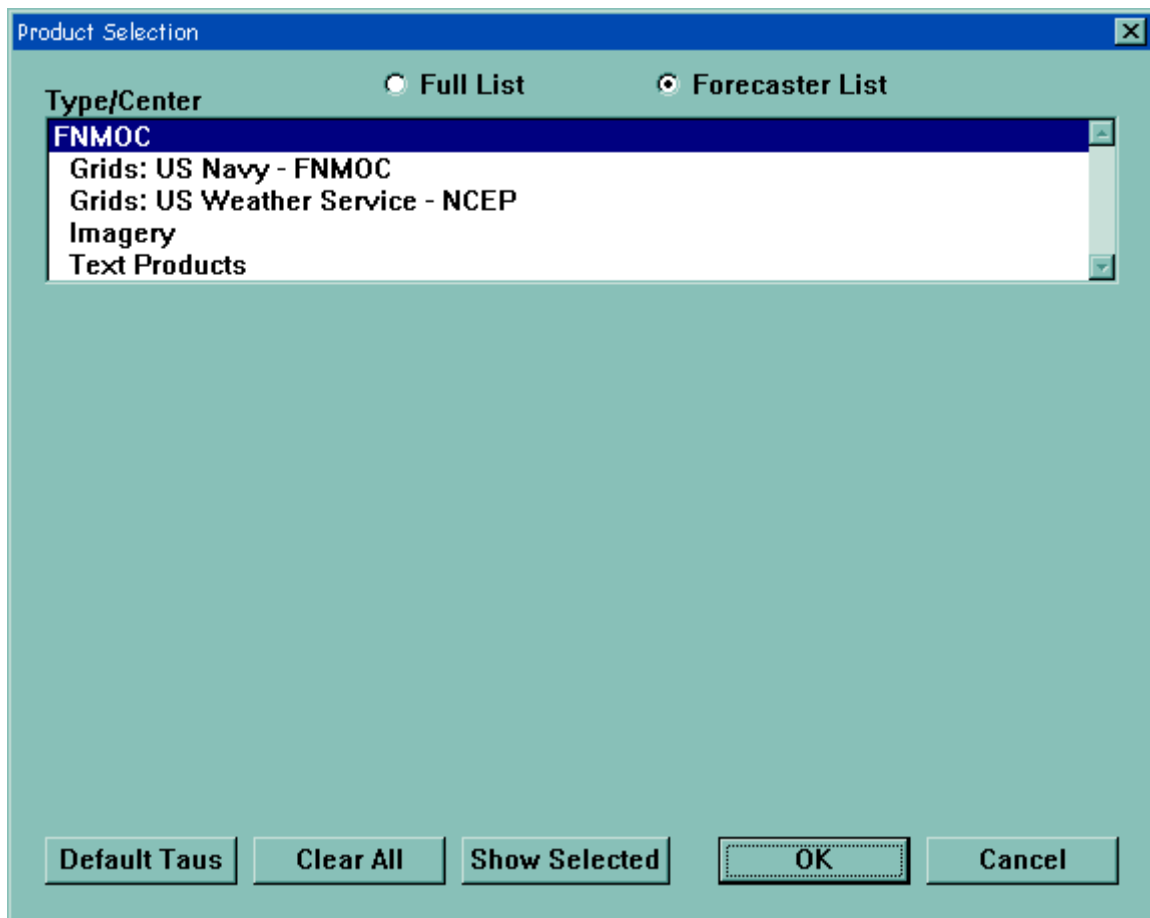 Product Selection
Full List
Forecaster List
Type/Center
FNMOC
Grids: US Navy - FNMOC
Grids: US Weather Service - NCEP
Imagery
Text Products
Default Taus
Clear All
Show Selected
OK
Cancel